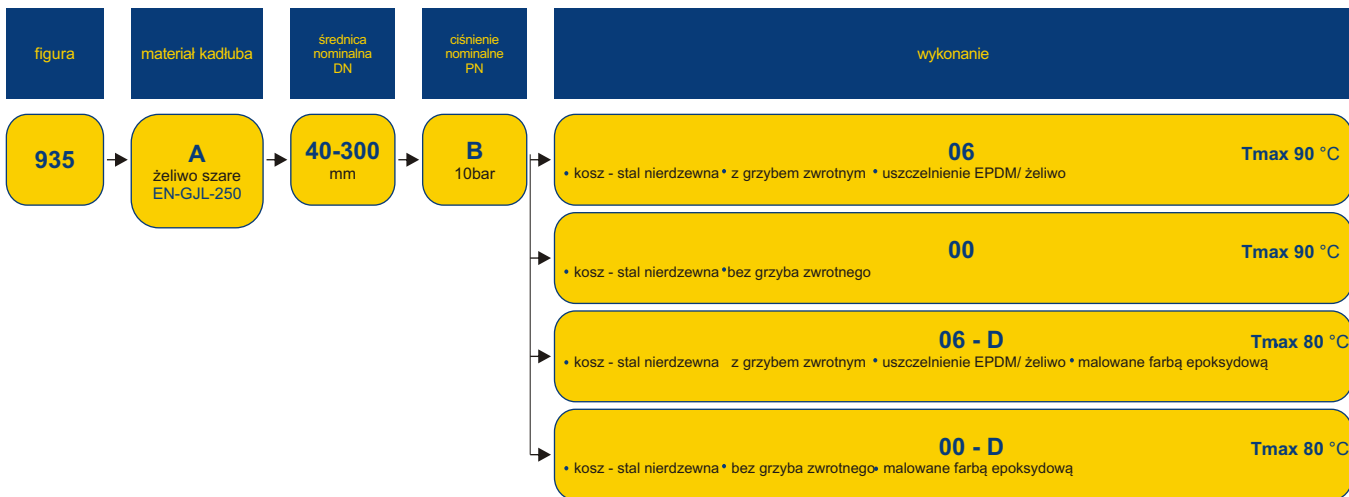 figura
materiał kadłuba
średnica
nominalna
DN
ciśnienie
nominalne
PN
wykonanie
935
A
żeliwo szare
EN-GJL-250
40-300
mm
B
10bar
06 Tmax 90 °C
• kosz - stal nierdzewna • z grzybem zwrotnym • uszczelnienie EPDM/ żeliwo
00 Tmax 90 °C
• kosz - stal nierdzewna •bez grzyba zwrotnego
06 - D Tmax 80 °C
• kosz - stal nierdzewna z grzybem zwrotnym • uszczelnienie EPDM/ żeliwo • malowane farbą epoksydową
00 - D Tmax 80 °C
• kosz - stal nierdzewna • bez grzyba zwrotnego• malowane farbą epoksydową